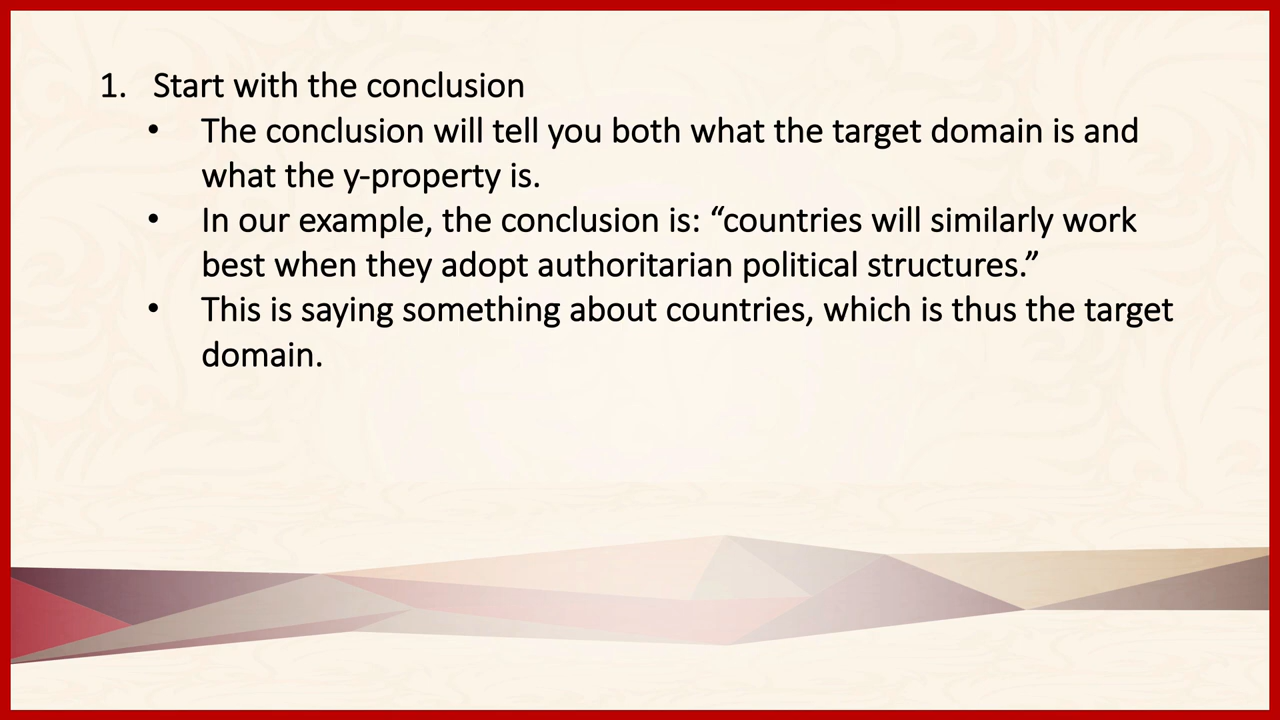 1. Start with the conclusion
• The conclusion will tell you both what the target domain is and
what the y-property is.
• In our example, the conclusion is: “countries will similarly work
best when they adopt authoritarian political structures.”
• This is saying something about countries, which is thus the target
domain.